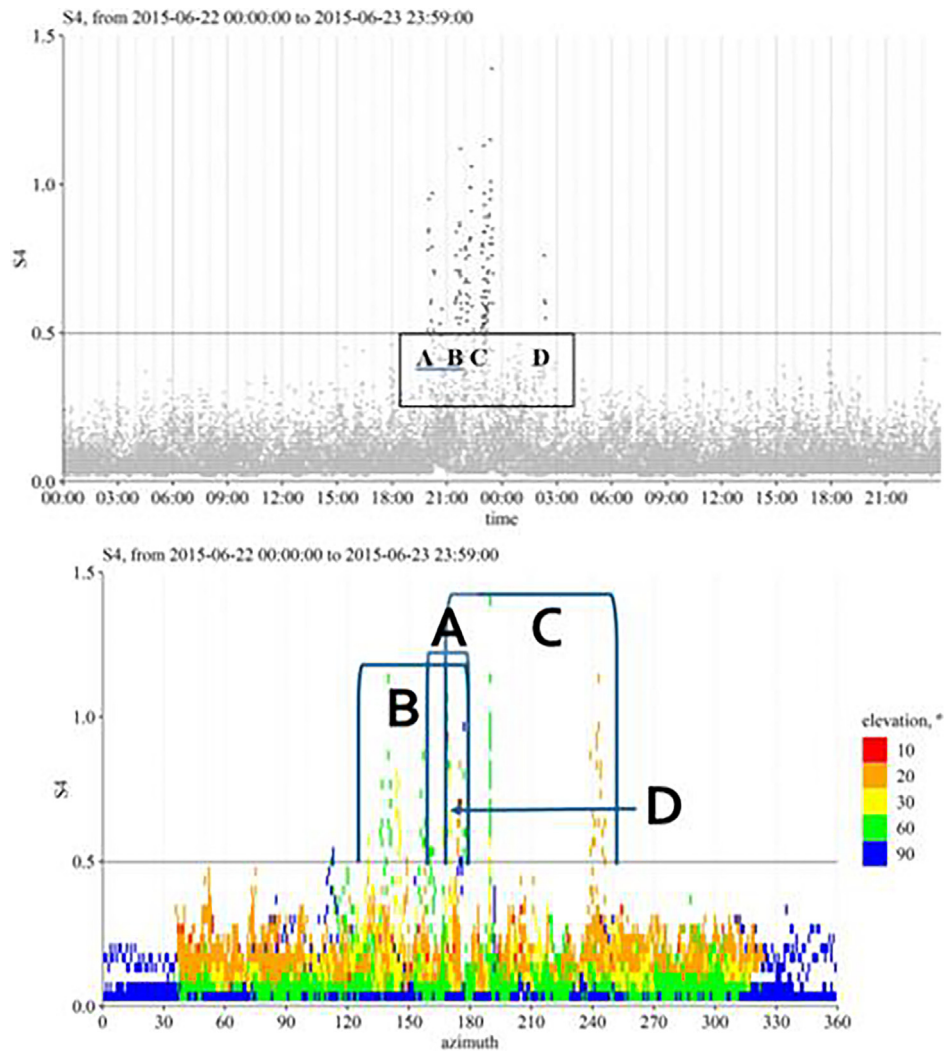 S4, from 2015-06-22 00:00:00 to 2015-06-23 23:59:00
1.5
1.0
S4
0.5
A B C D
0.0
00:00 03:00 06:00 09:00 12:00 15:00 18:00 21:00 00:00 03:00 06:00 09:00 12:00 15:00 18:00 21:00
time
S4, from 2015-06-22 00:00:00 to 2015-06-23 23:59:00
1.5
A C
B
1.0
elevation, °
10
S4
20
D
30
60
0.5
90
0.0
0 30 60 90 120 150 180 210 240 270 300 330 360
azimuth